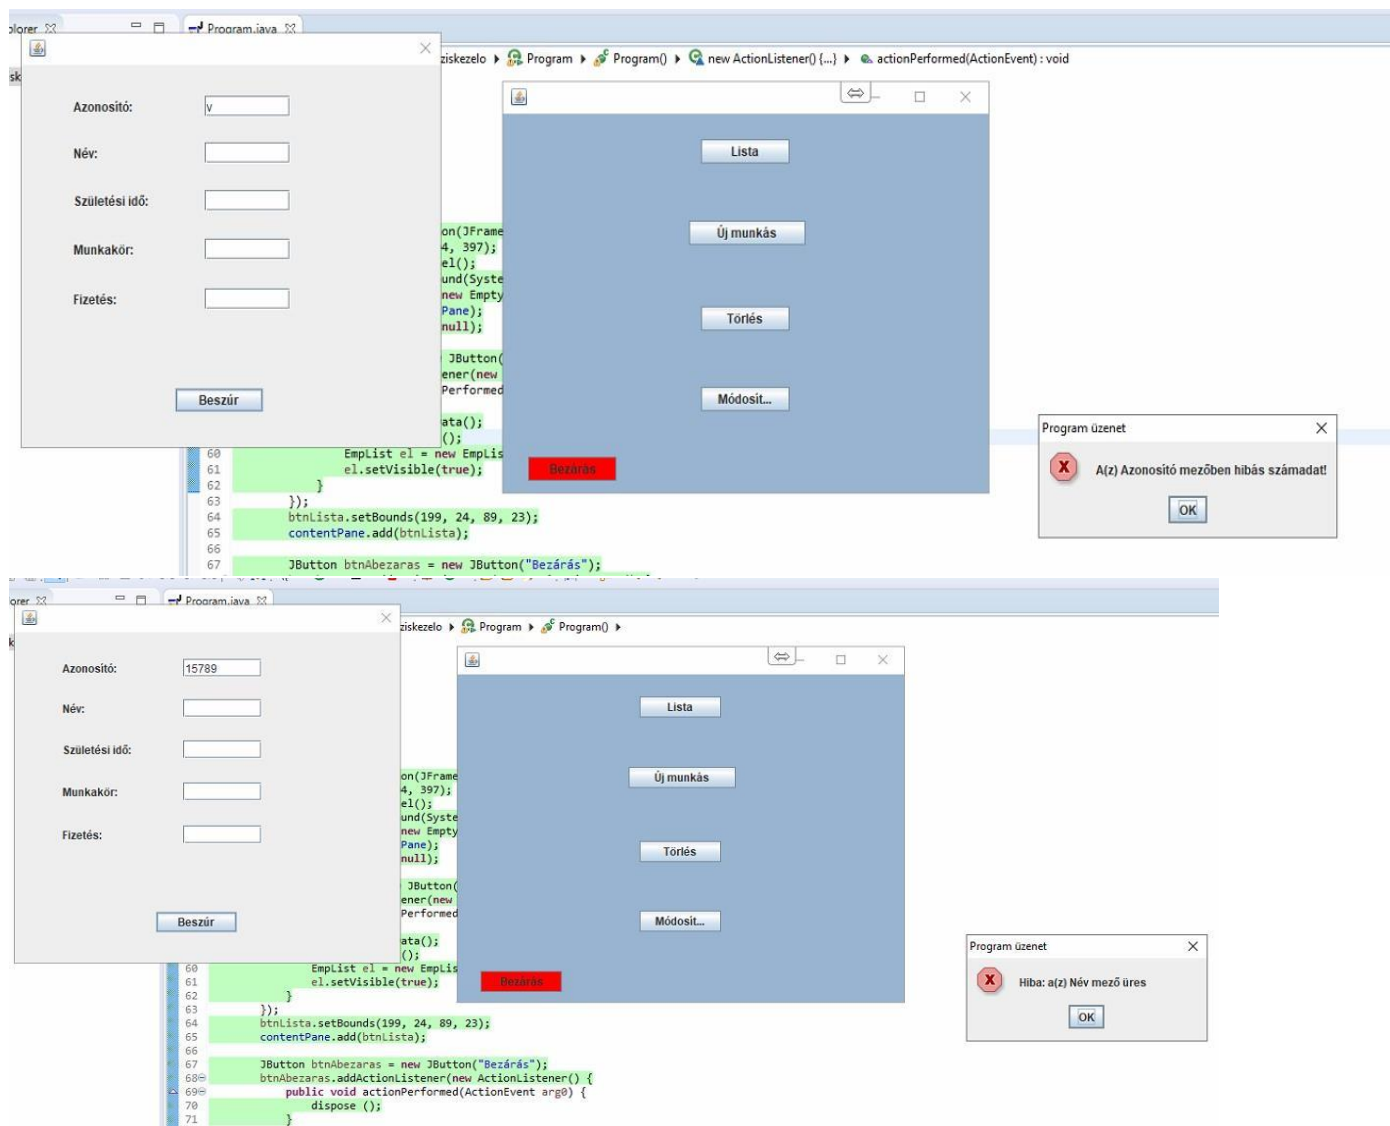 plorer
Program.java
ziskezelo Program Program() new ActionListener() {...} actionPerformed(ActionEvent) : void
sk
Azonosító: v
Név:
Születési idő:
Munkakör:
Fizetés:
Beszúr
Lista
Új munkás
Törlés
Módosít...
Bezárás
on(JFrame
4, 397);
el();
und(Syste
new Empty
Pane);
null);
JButton(
ener(new
Performed
ata();
();
60 EmpList el = new EmpLis
61 el.setVisible(true);
62 }
63 });
64 btnLista.setBounds(199, 24, 89, 23);
65 contentPane.add(btnLista);
66
67 JButton btnAbezaras = new JButton("Bezárás");
Program üzenet
A(z) Azonosító mezőben hibás számadat!
OK
orer
Program.java
ziskezelo Program Program()
k
Azonosító: 15789
Név:
Születési idő:
Munkakör:
Fizetés:
Beszúr
Lista
Új munkás
Törlés
Módosít...
Bezárás
on(JFrame
4, 397);
el();
und(Syste
new Empty
Pane);
null);
JButton(
ener(new
Performed
ata();
();
60 EmpList el = new EmpLis
61 el.setVisible(true);
62 }
63 });
64 btnLista.setBounds(199, 24, 89, 23);
65 contentPane.add(btnLista);
66
67 JButton btnAbezaras = new JButton("Bezárás");
68 btnAbezaras.addActionListener(new ActionListener() {
69 public void actionPerformed(ActionEvent arg0) {
70 dispose ();
71 }
Program üzenet
Hiba: a(z) Név mező üres
OK